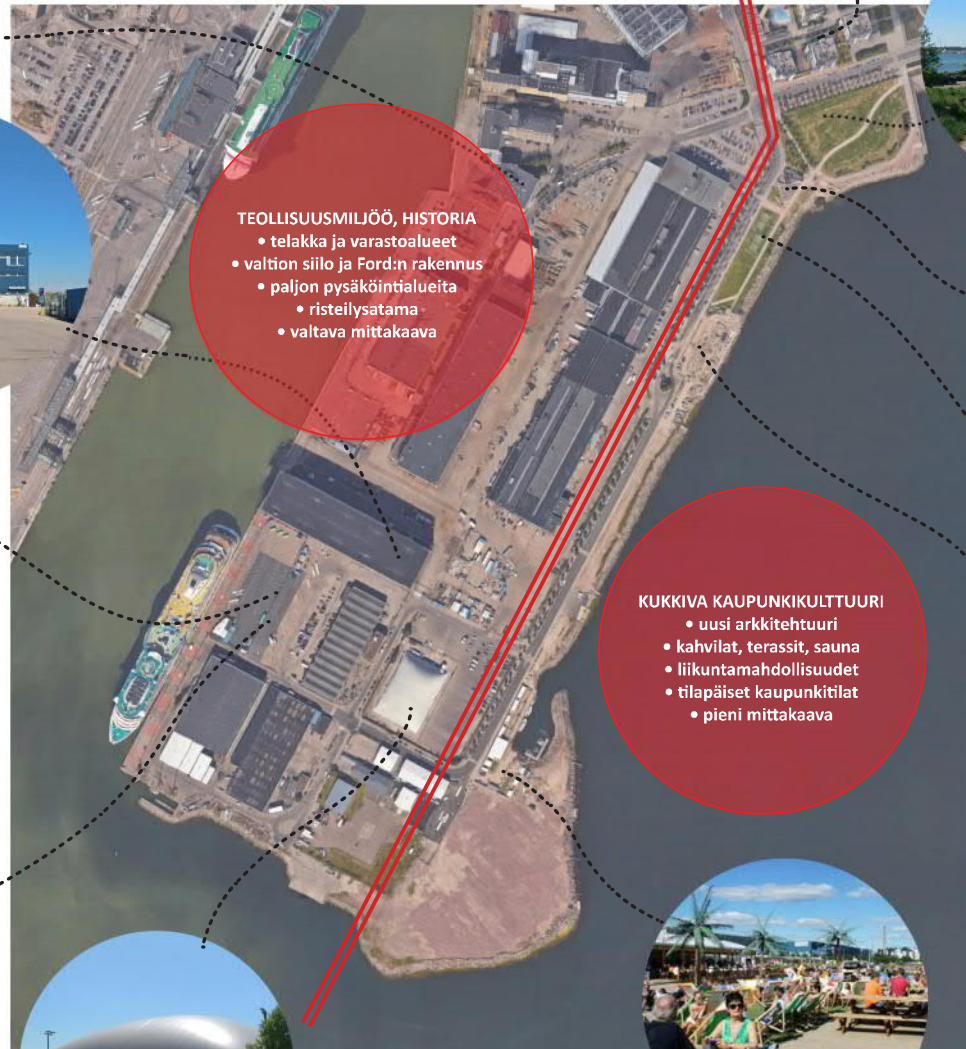 TEOLLISUUSMILJÖÖ, HISTORIA
• telakka ja varastoalueet
• valtion siilo ja Ford:n rakennus
• paljon pysäköintialueita
• risteilysatama
• valtava mittakaava
KUKKIVA KAUPUNKIKULTTUURI
• uusi arkkitehtuuri
• kahvilat, terassit, sauna
• liikuntamahdollisuudet
• tilapäiset kaupunkitilat
• pieni mittakaava